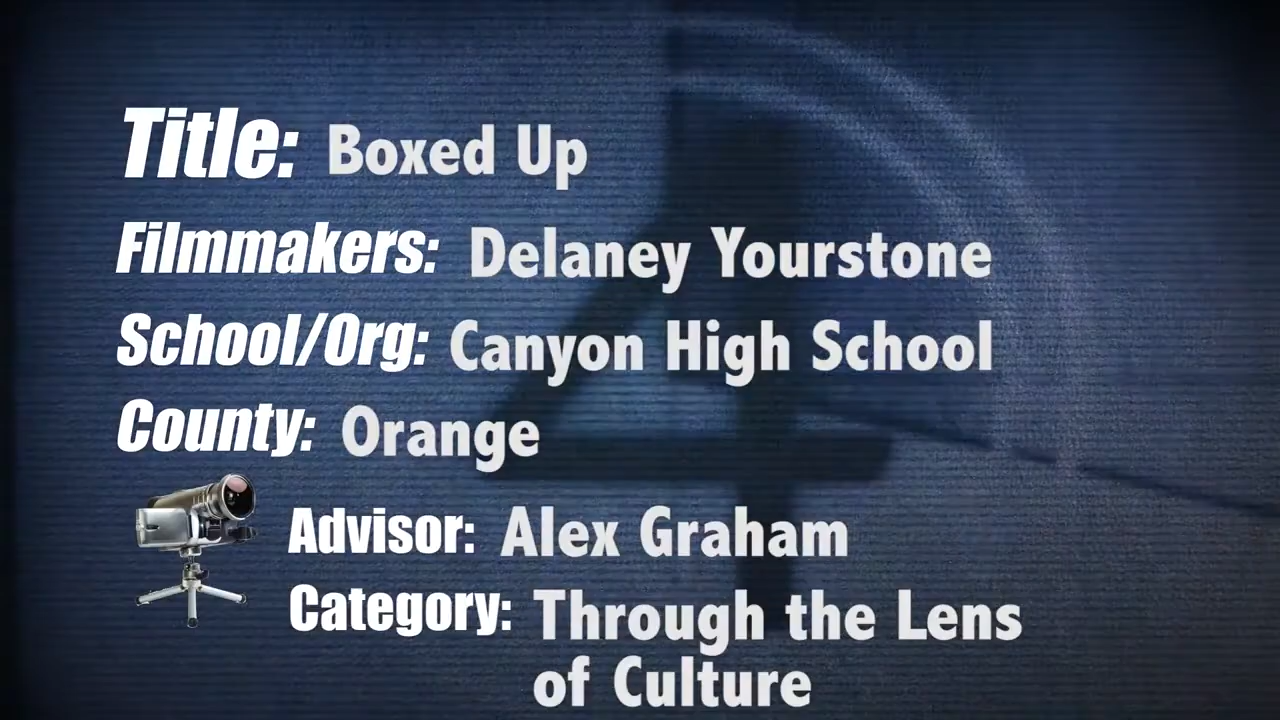 Title: Boxed Up
Filmmakers: Delaney Yourstone
School/Org: Canyon High School
County: Orange
Advisor: Alex Graham
Category: Through the Lens
of Culture